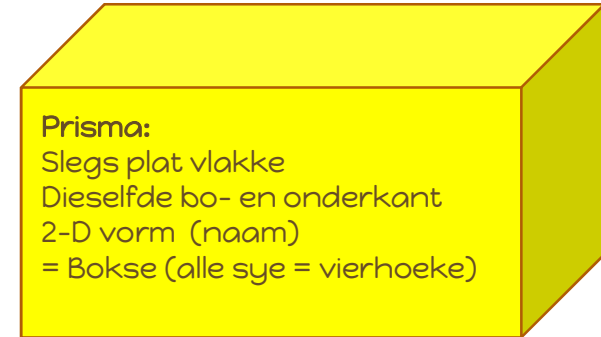 Prisma:
Slegs plat vlakke
Dieselfde bo- en onderkant
2-D vorm (naam)
= Bokse (alle sye = vierhoeke)